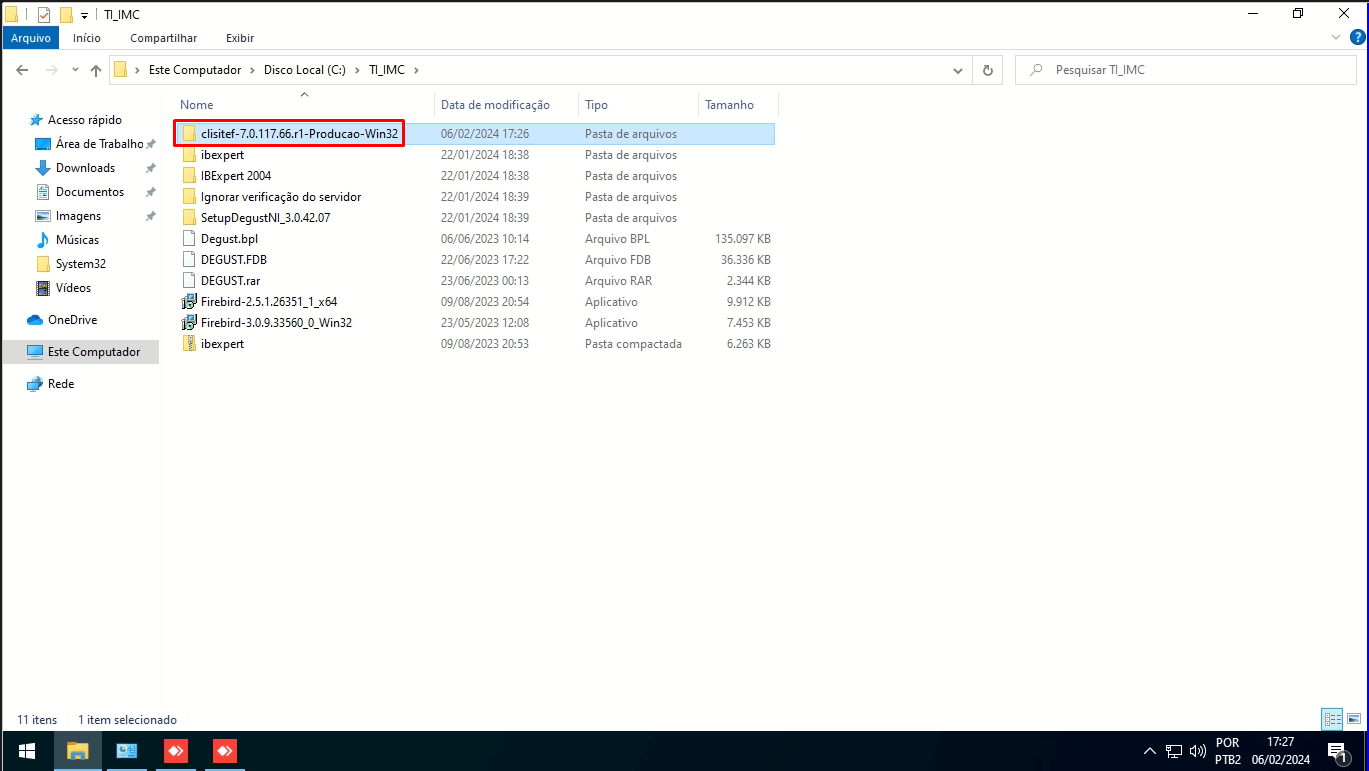 TI_IMC
Arquivo Início Compartilhar Exibir
Este Computador Disco Local (C:) TI_IMC
Pesquisar TI_IMC
Acesso rápido
Área de Trabalho
Downloads
Documentos
Imagens
Músicas
System32
Vídeos
OneDrive
Este Computador
Rede
Nome Data de modificação Tipo Tamanho
clisitef-7.0.117.66.r1-Producao-Win32 06/02/2024 17:26 Pasta de arquivos
ibexpert 22/01/2024 18:38 Pasta de arquivos
IBExpert 2004 22/01/2024 18:38 Pasta de arquivos
Ignorar verificação do servidor 22/01/2024 18:39 Pasta de arquivos
SetupDegustNI_3.0.42.07 22/01/2024 18:39 Pasta de arquivos
Degust.bpl 06/06/2023 10:14 Arquivo BPL 135.097 KB
DEGUST.FDB 22/06/2023 17:22 Arquivo FDB 36.336 KB
DEGUST.rar 23/06/2023 00:13 Arquivo RAR 2.344 KB
Firebird-2.5.1.26351_1_x64 09/08/2023 20:54 Aplicativo 9.912 KB
Firebird-3.0.9.33560_0_Win32 23/05/2023 12:08 Aplicativo 7.453 KB
ibexpert 09/08/2023 20:53 Pasta compactada 6.263 KB
11 itens 1 item selecionado
POR 17:27
PTB2 06/02/2024
1